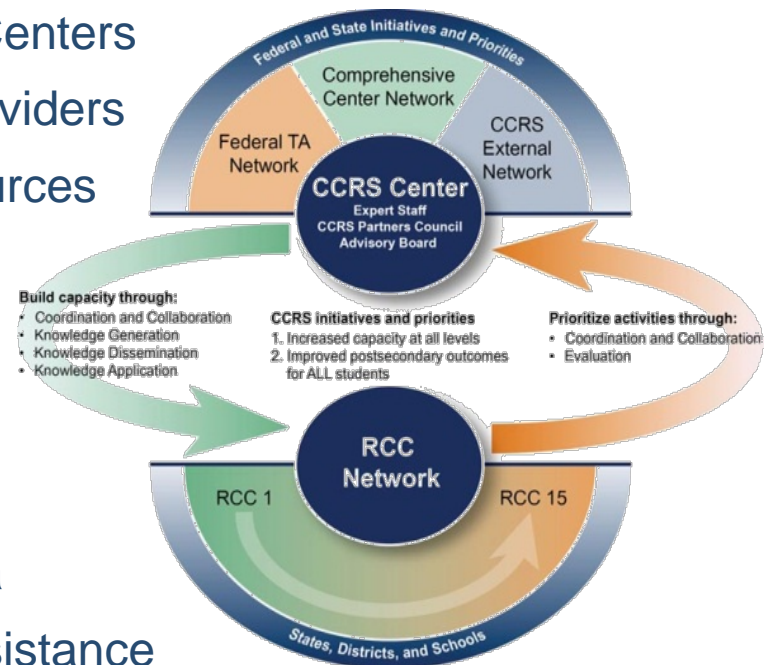 Centers
viders
urces
sistance
Federal and State Initiatives and Priorities
Comprehensive
Center Network
Federal TA
Network
CCRS
External
Network
CCRS Center
Expert Staff
CCRS Partners Council
Advisory Board
Build capacity through:
• Coordination and Collaboration
• Knowledge Generation
• Knowledge Dissemination
• Knowledge Application
CCRS initiatives and priorities
1. Increased capacity at all levels
2. Improved postsecondary outcomes
for ALL students
Prioritize activities through:
• Coordination and Collaboration
• Evaluation
RCC
Network
RCC 1
RCC 15
States, Districts, and Schools